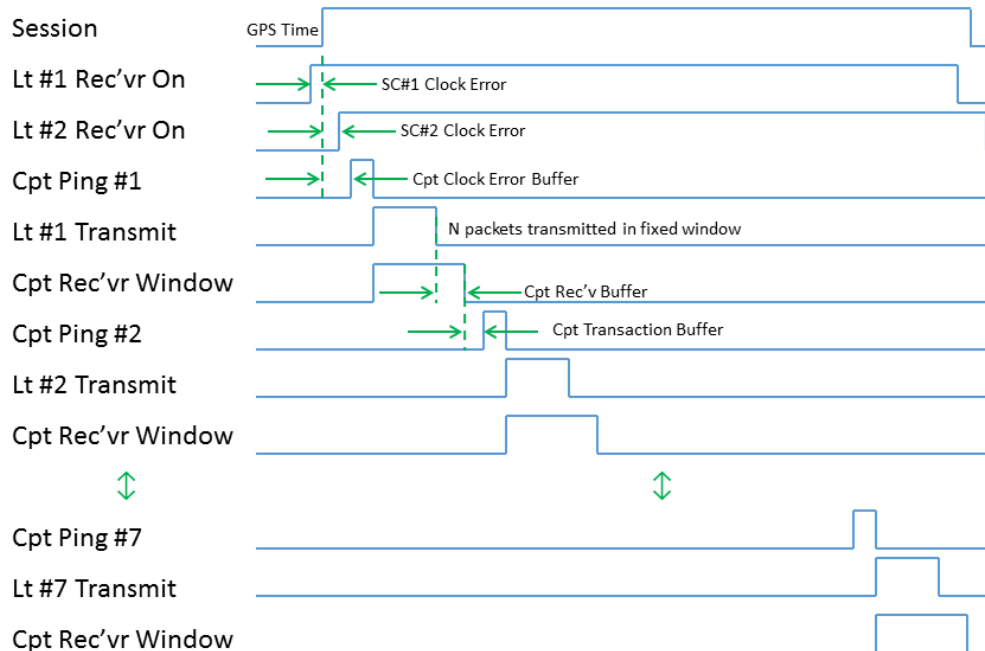 Session
GPS Time
Lt #1 Rec'vr On
SC#1 Clock Error
Lt #2 Rec'vr On
SC#2 Clock Error
Cpt Ping #1
Cpt Clock Error Buffer
Lt #1 Transmit
N packets transmitted in fixed window
Cpt Rec'vr Window
Cpt Rec'v Buffer
Cpt Ping #2
Cpt Transaction Buffer
Lt #2 Transmit
Cpt Rec'vr Window
Cpt Ping #7
Lt #7 Transmit
Cpt Rec'vr Window